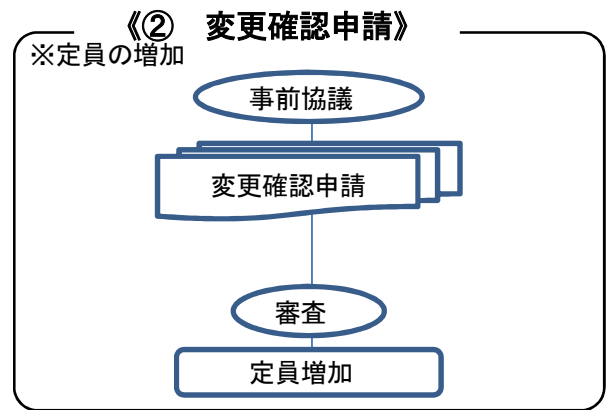 《② 変更確認申請》
※定員の増加
事前協議
変更確認申請
審査
定員増加